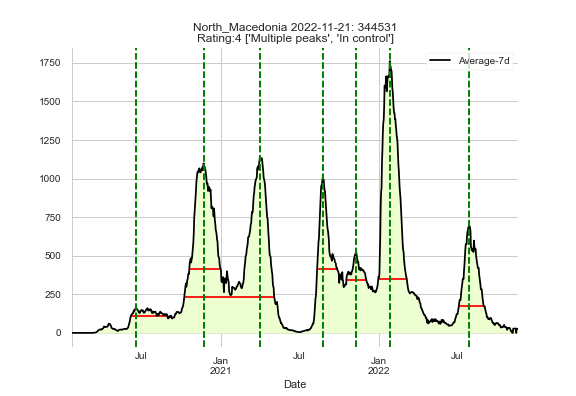 North_Macedonia 2022-11-21: 344531
Rating:4 ['Multiple peaks', 'In control']
Average-7d
1750
1500
1250
1000
750
500
250
0
Jul
Jan
2021
Jul
Jan
2022
Jul
Date